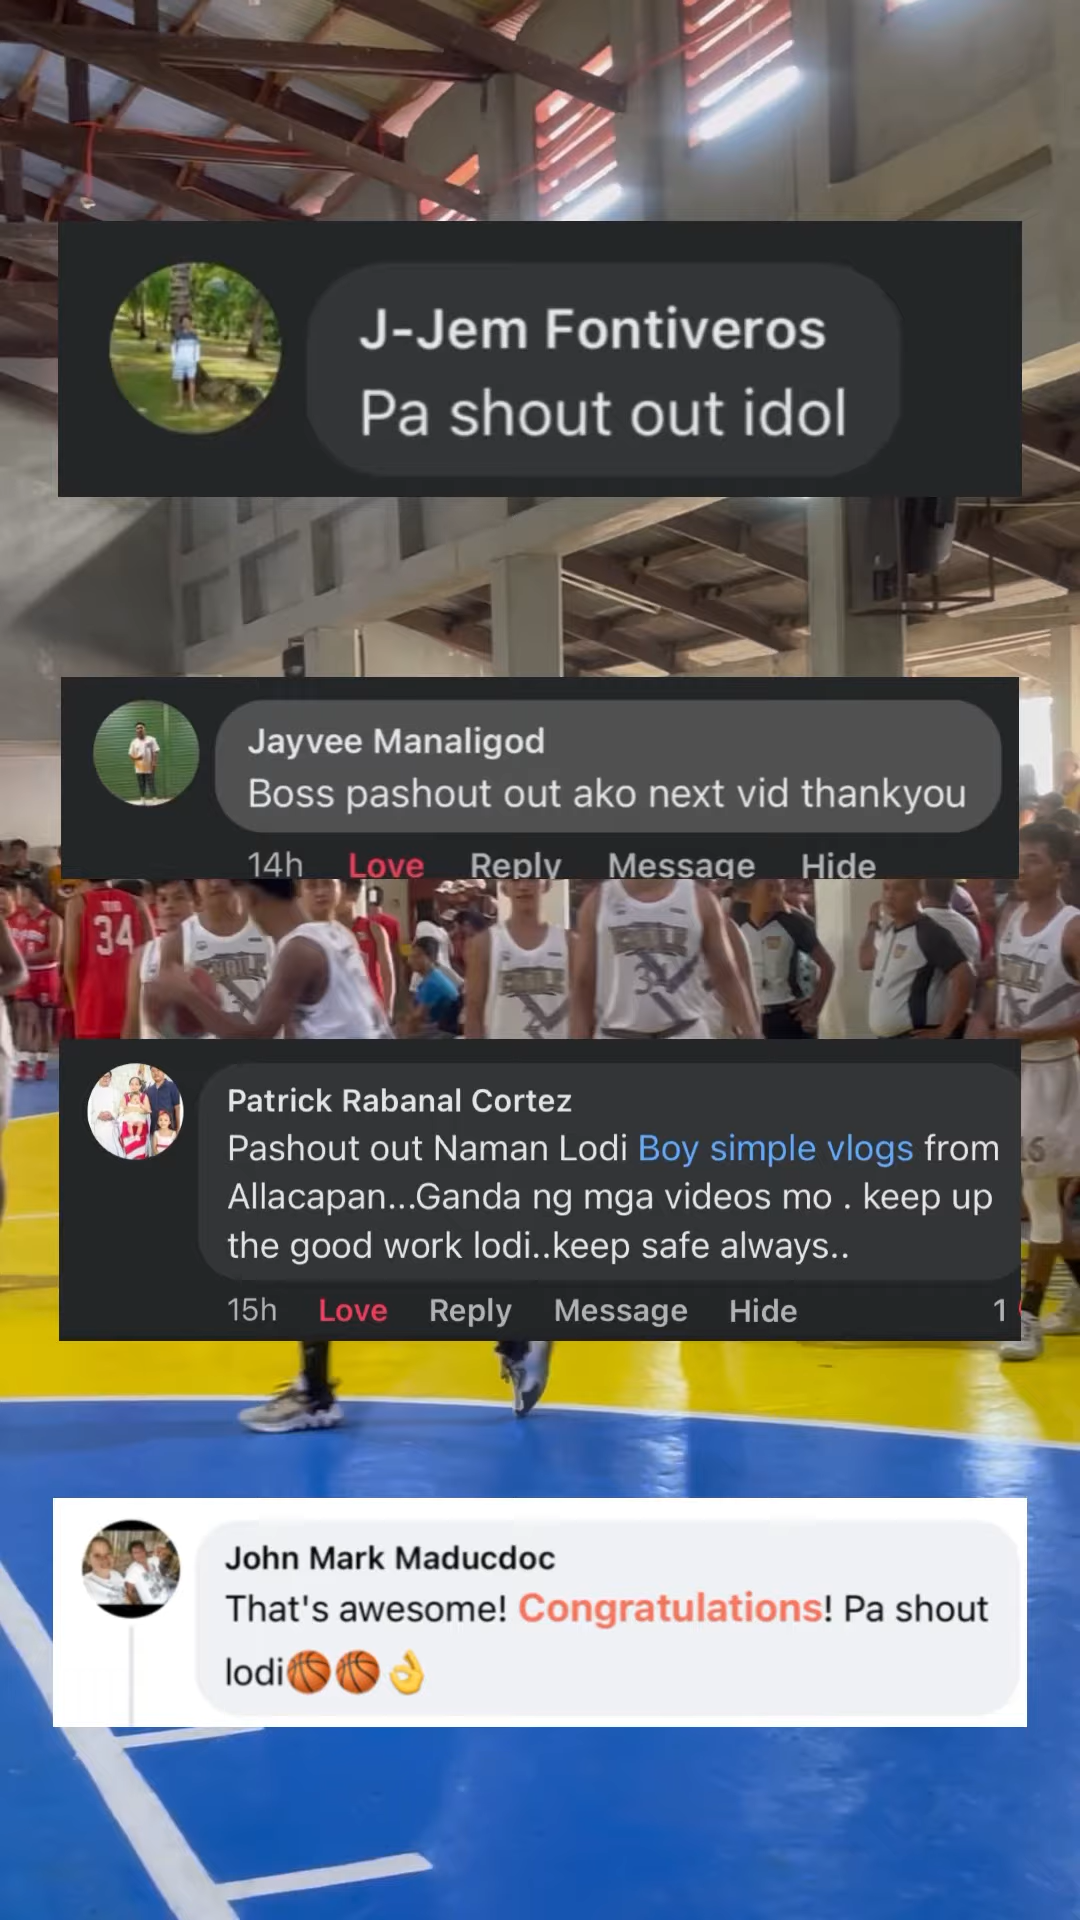 J-Jem Fontiveros
Pa shout out idol
Jayvee Manaligod
Boss pashout out ako next vid thankyou
14h Love Reply Message Hide
34
Patrick Rabanal Cortez
Pashout out Naman Lodi Boy simple vlogs from
Allacapan...Ganda ng mga videos mo . keep up
the good work lodi..keep safe always..
15h Love Reply Message Hide 1
John Mark Maducdoc
That's awesome! Congratulations! Pa shout
lodi🏀🏀👌